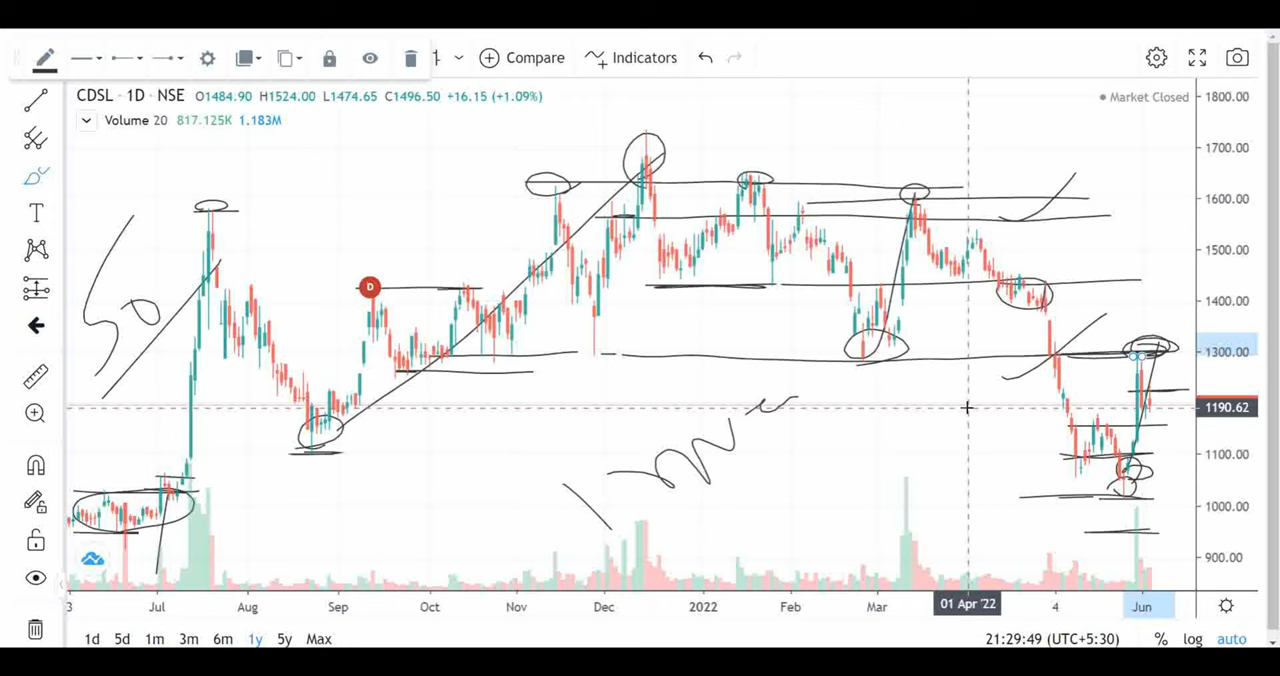 Compare Indicators
CDSL · 1D · NSE O1484.90 H1524.00 L1474.65 C1496.50 +16.15 (+1.09%)
Market Closed
Volume 20 817.125K 1.183M
1800.00
1700.00
1600.00
1500.00
1400.00
1300.00
1190.62
1100.00
1000.00
900.00
D
50
3 Jul Aug Sep Oct Nov Dec 2022 Feb Mar 01 Apr '22 4 Jun
1d 5d 1m 3m 6m 1y 5y Max
21:29:49 (UTC+5:30) % log auto